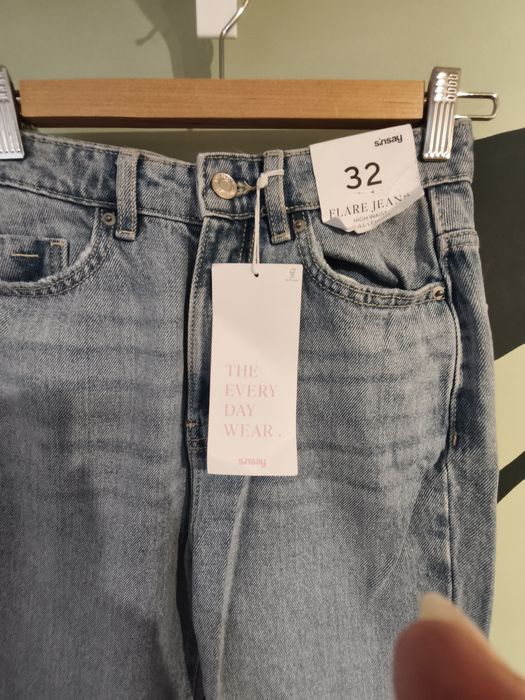 sinsay
32
FLARE JEANS
HIGH WAIST
THE
EVERY
DAY
WEAR.
sinsay